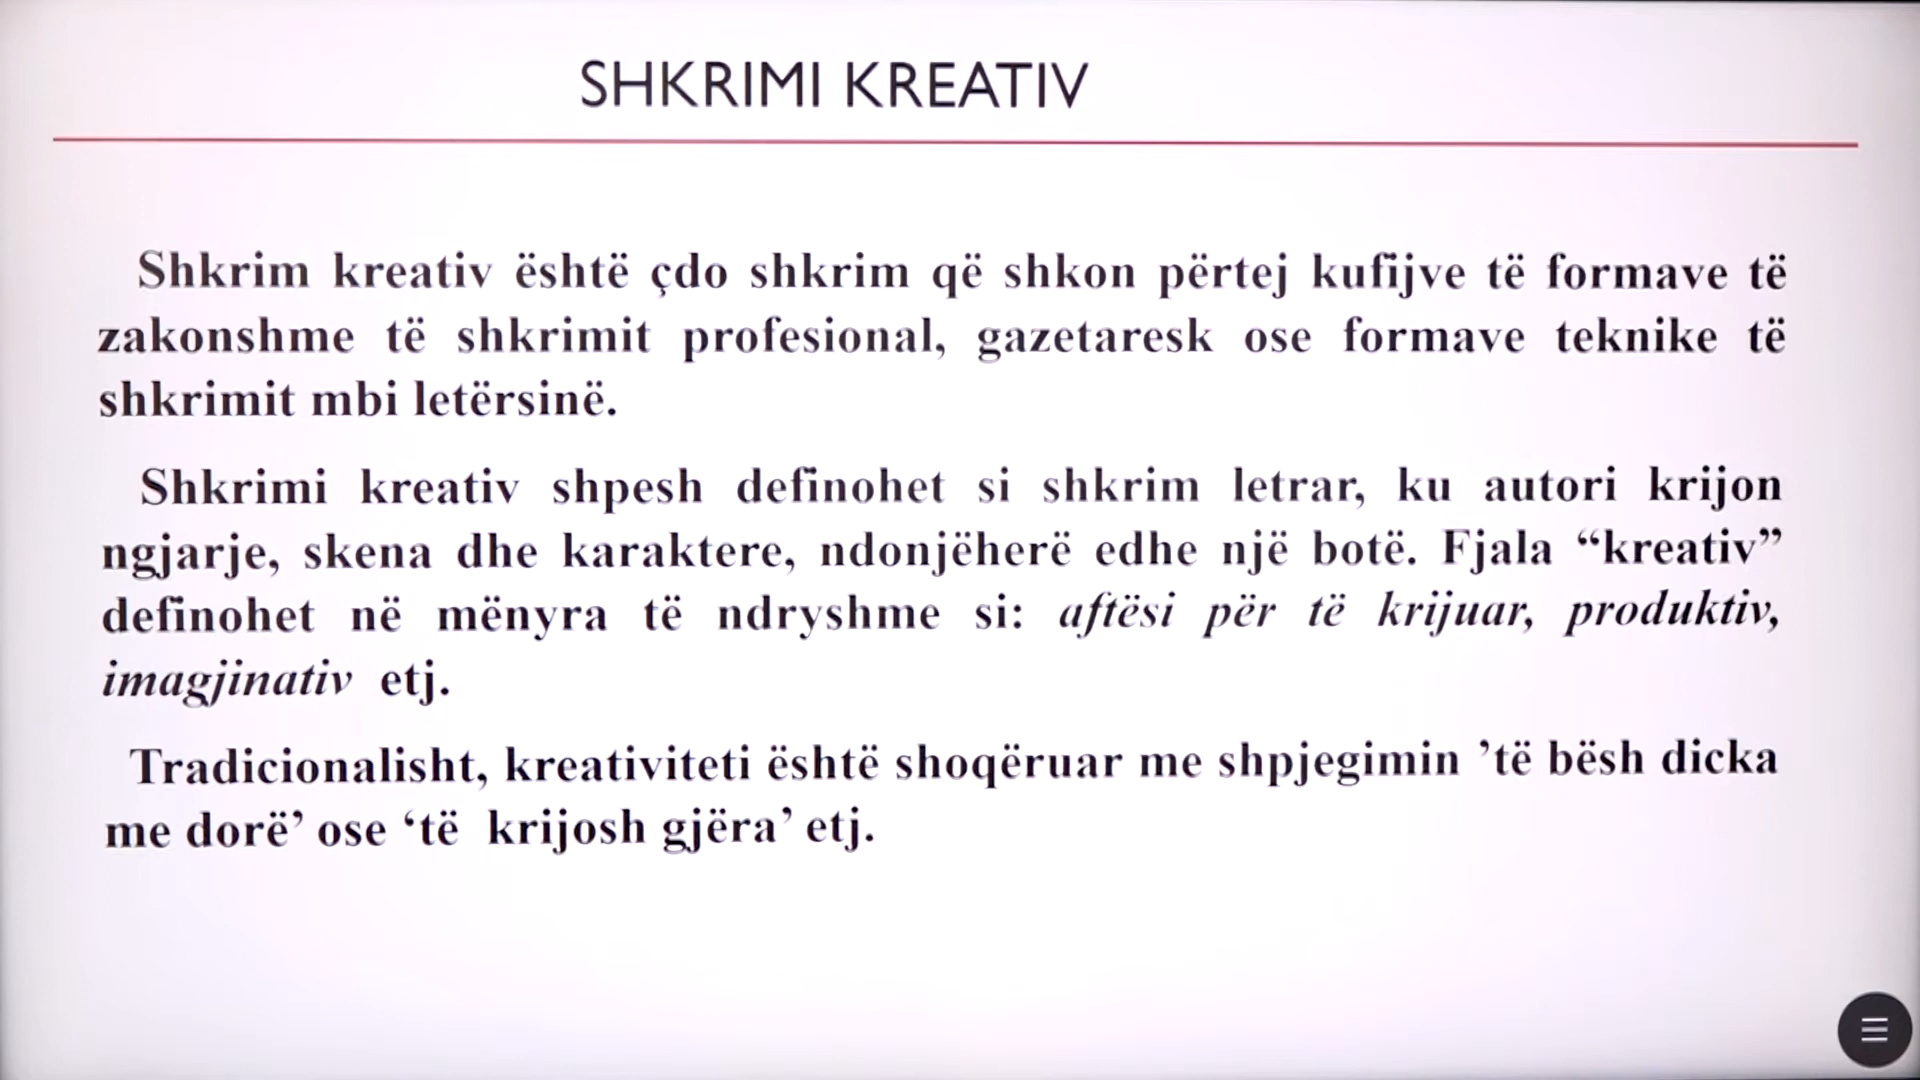 SHKRIMI KREATIV
Shkrim kreativ është çdo shkrim që shkon përtej kufijve të formave të
zakonshme të shkrimit profesional, gazetaresk ose formave teknike të
shkrimit mbi letërsinë.
Shkrimi kreativ shpesh definohet si shkrim letrar, ku autori krijon
ngjarje, skena dhe karaktere, ndonjëherë edhe një botë. Fjala “kreativ”
definohet në mënyra të ndryshme si: aftësi për të krijuar, produktiv,
imagjinativ etj.
Tradicionalisht, kreativiteti është shoqëruar me shpjegimin ’të bësh dicka
me dorë’ ose ‘të krijosh gjëra’ etj.